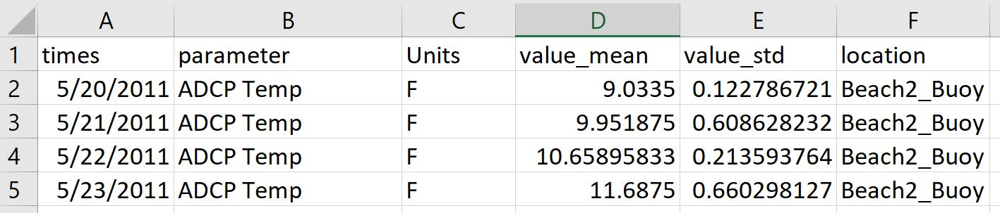 A B C D E F
1 times parameter Units value_mean value_std location
2 5/20/2011 ADCP Temp F 9.0335 0.122786721 Beach2_Buoy
3 5/21/2011 ADCP Temp F 9.951875 0.608628232 Beach2_Buoy
4 5/22/2011 ADCP Temp F 10.65895833 0.213593764 Beach2_Buoy
5 5/23/2011 ADCP Temp F 11.6875 0.660298127 Beach2_Buoy